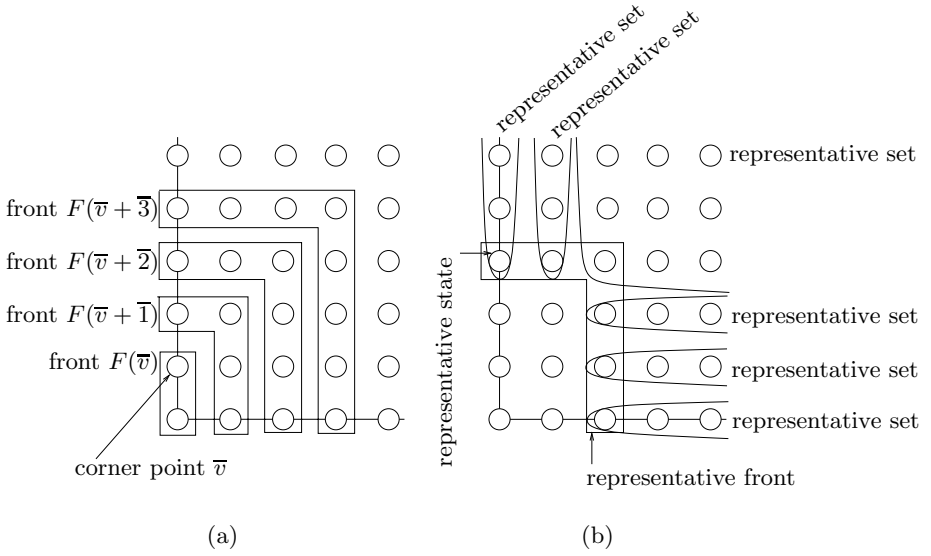 representative set
representative set
representative set
front F(v̅ + 3̅)
front F(v̅ + 2̅)
front F(v̅ + 1̅)
front F(v̅)
corner point v̅
representative state
representative set
representative set
representative set
representative front
(a)
(b)